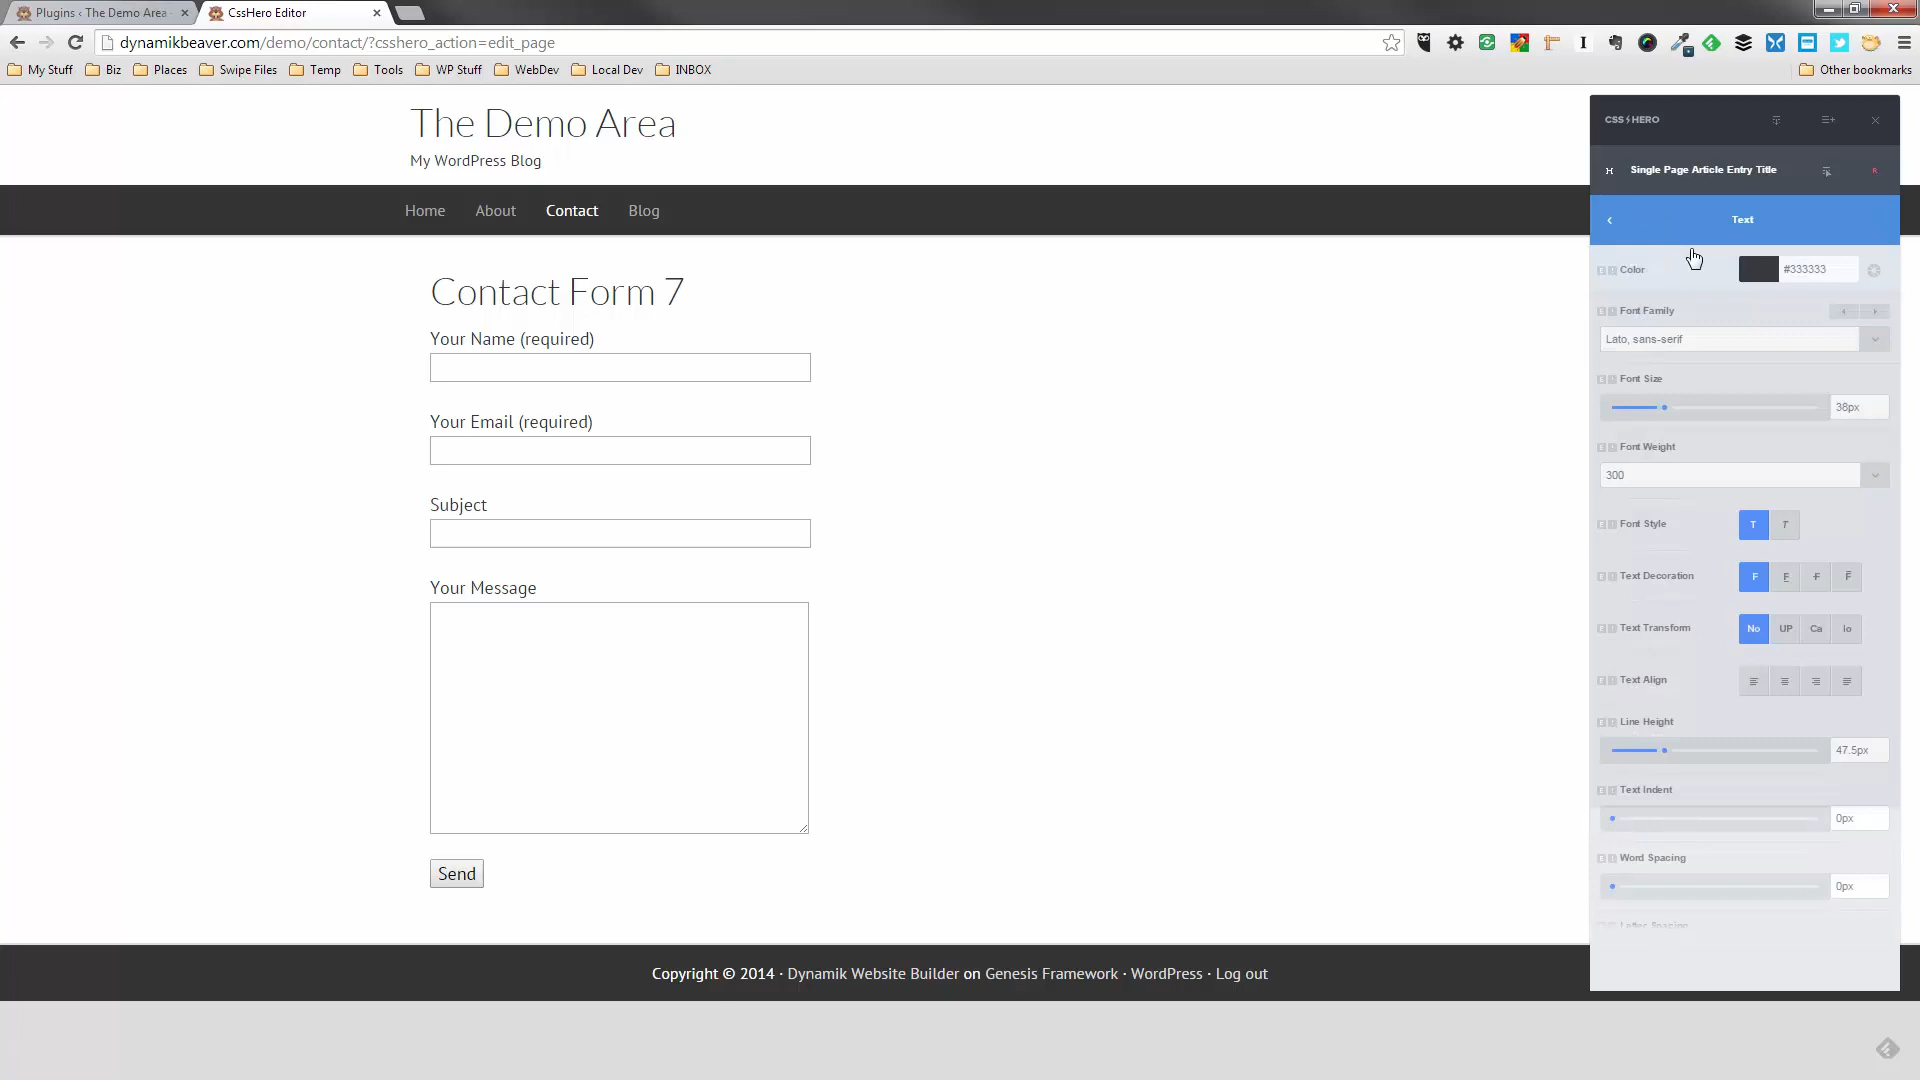 Plugins ‹ The Demo Area
CssHero Editor
dynamikbeaver.com/demo/contact/?csshero_action=edit_page
My Stuff
Biz
Places
Swipe Files
Temp
Tools
WP Stuff
WebDev
Local Dev
INBOX
Other bookmarks
The Demo Area
My WordPress Blog
Home
About
Contact
Blog
Contact Form 7
Your Name (required)
Your Email (required)
Subject
Your Message
Send
Copyright © 2014 · Dynamik Website Builder on Genesis Framework · WordPress · Log out
CSS HERO
Single Page Article Entry Title
R
Text
Color
#333333
Font Family
Lato, sans-serif
Font Size
38px
Font Weight
300
Font Style
T T
Text Decoration
F F F F
Text Transform
No UP Ca lo
Text Align
Line Height
47.5px
Text Indent
0px
Word Spacing
0px
Letter Spacing